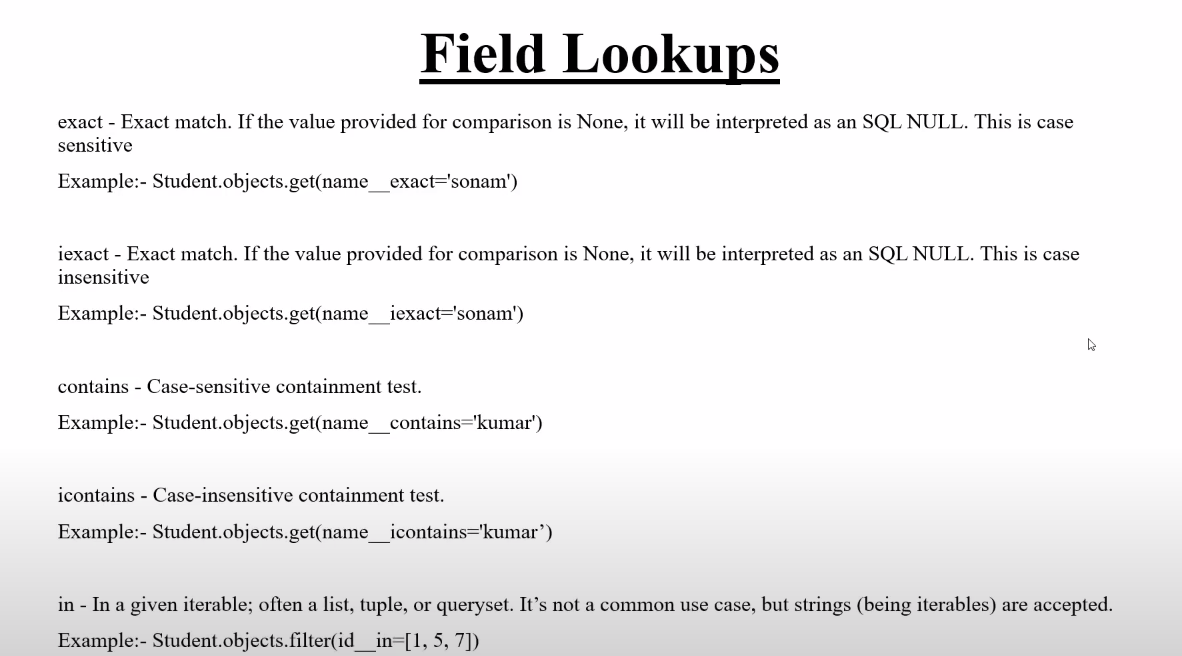 Field Lookups
exact - Exact match. If the value provided for comparison is None, it will be interpreted as an SQL NULL. This is case
sensitive
Example:- Student.objects.get(name__exact='sonam')
iexact - Exact match. If the value provided for comparison is None, it will be interpreted as an SQL NULL. This is case
insensitive
Example:- Student.objects.get(name__iexact='sonam')
contains - Case-sensitive containment test.
Example:- Student.objects.get(name__contains='kumar')
icontains - Case-insensitive containment test.
Example:- Student.objects.get(name__icontains='kumar’)
in - In a given iterable; often a list, tuple, or queryset. It’s not a common use case, but strings (being iterables) are accepted.
Example:- Student.objects.filter(id__in=[1, 5, 7])